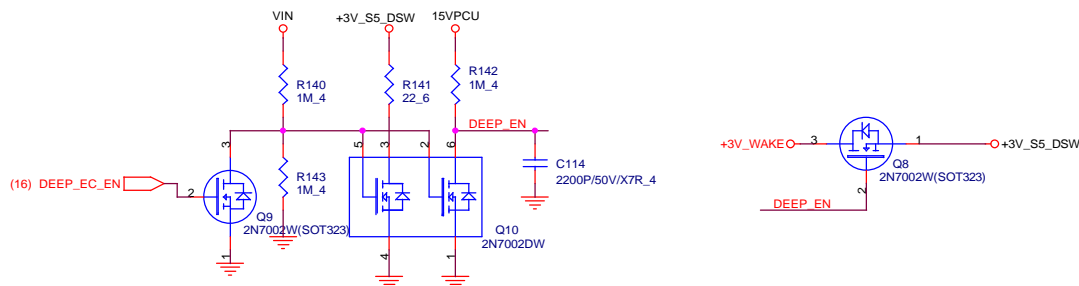 VIN
+3V_S5_DSW
15VPCU
R140
1M_4
R141
22_6
R142
1M_4
DEEP_EN
3
5
3
2
6
C114
2200P/50V/X7R_4
(16) DEEP_EC_EN
2
R143
1M_4
Q9
2N7002W(SOT323)
Q10
2N7002DW
1
4
1
+3V_WAKE
3
1
+3V_S5_DSW
Q8
2N7002W(SOT323)
2
DEEP_EN